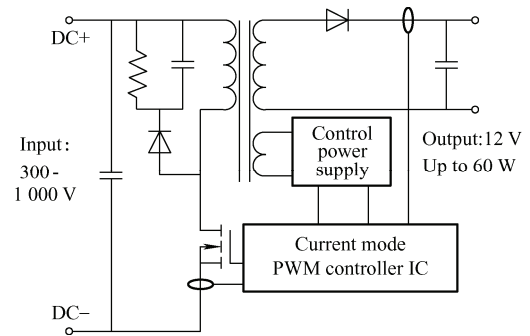 DC+
Input:
300-
1 000 V
Control
power
supply
Output:12 V
Up to 60 W
Current mode
PWM controller IC
DC−